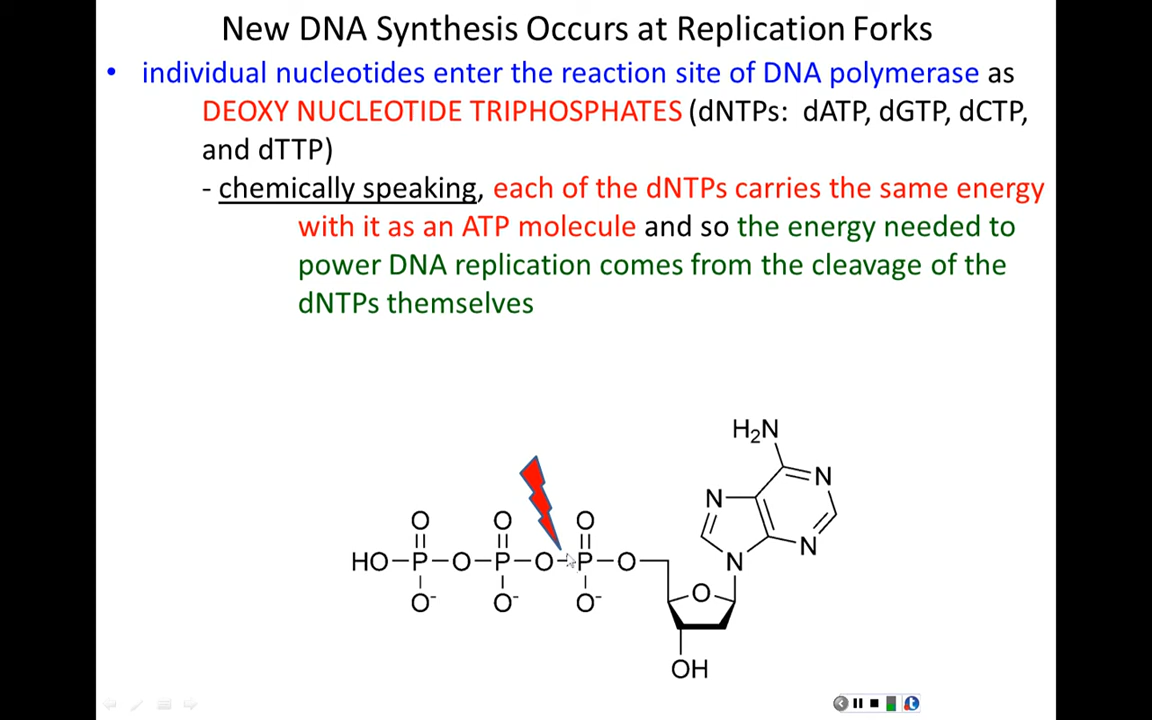 New DNA Synthesis Occurs at Replication Forks
• individual nucleotides enter the reaction site of DNA polymerase as
DEOXY NUCLEOTIDE TRIPHOSPHATES (dNTPs: dATP, dGTP, dCTP,
and dTTP)
- chemically speaking, each of the dNTPs carries the same energy
with it as an ATP molecule and so the energy needed to
power DNA replication comes from the cleavage of the
dNTPs themselves
H₂N
N
N
O O O
N
HO-P-O-P-O-P-O
N
O⁻ O⁻ O⁻
O
OH